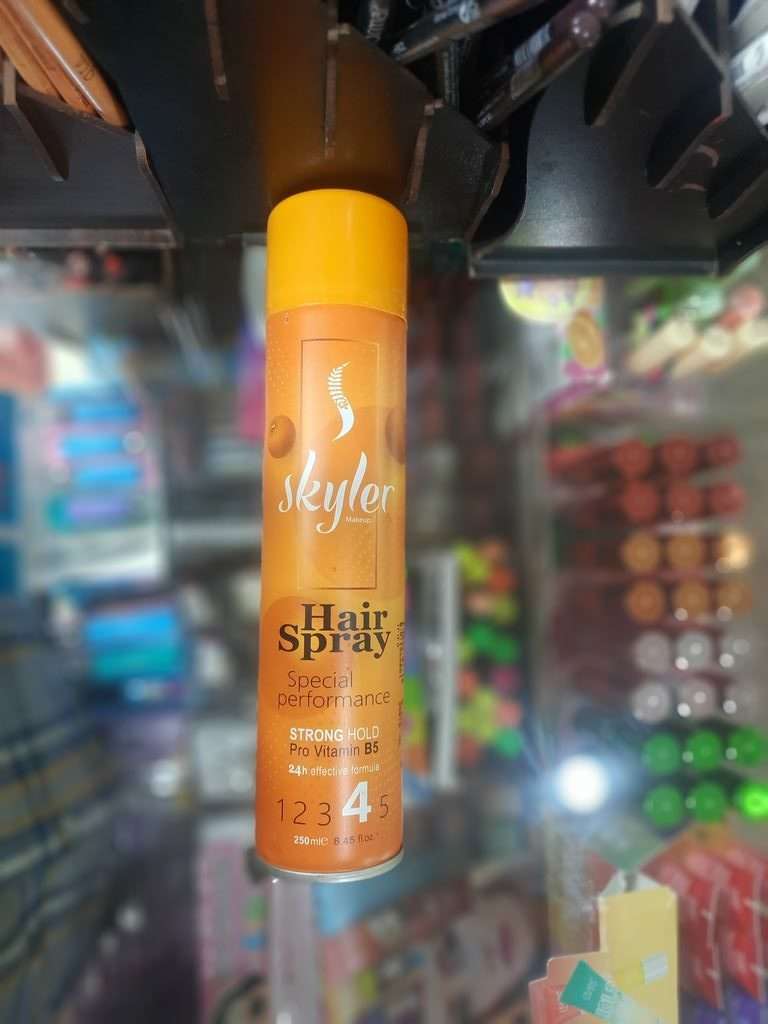 skyler
Makeup
Hair
Spray
Special
performance
STRONG HOLD
Pro Vitamin B5
24h effective formula
1 2 3 4 5
250ml℮ 8.45 fl.oz.